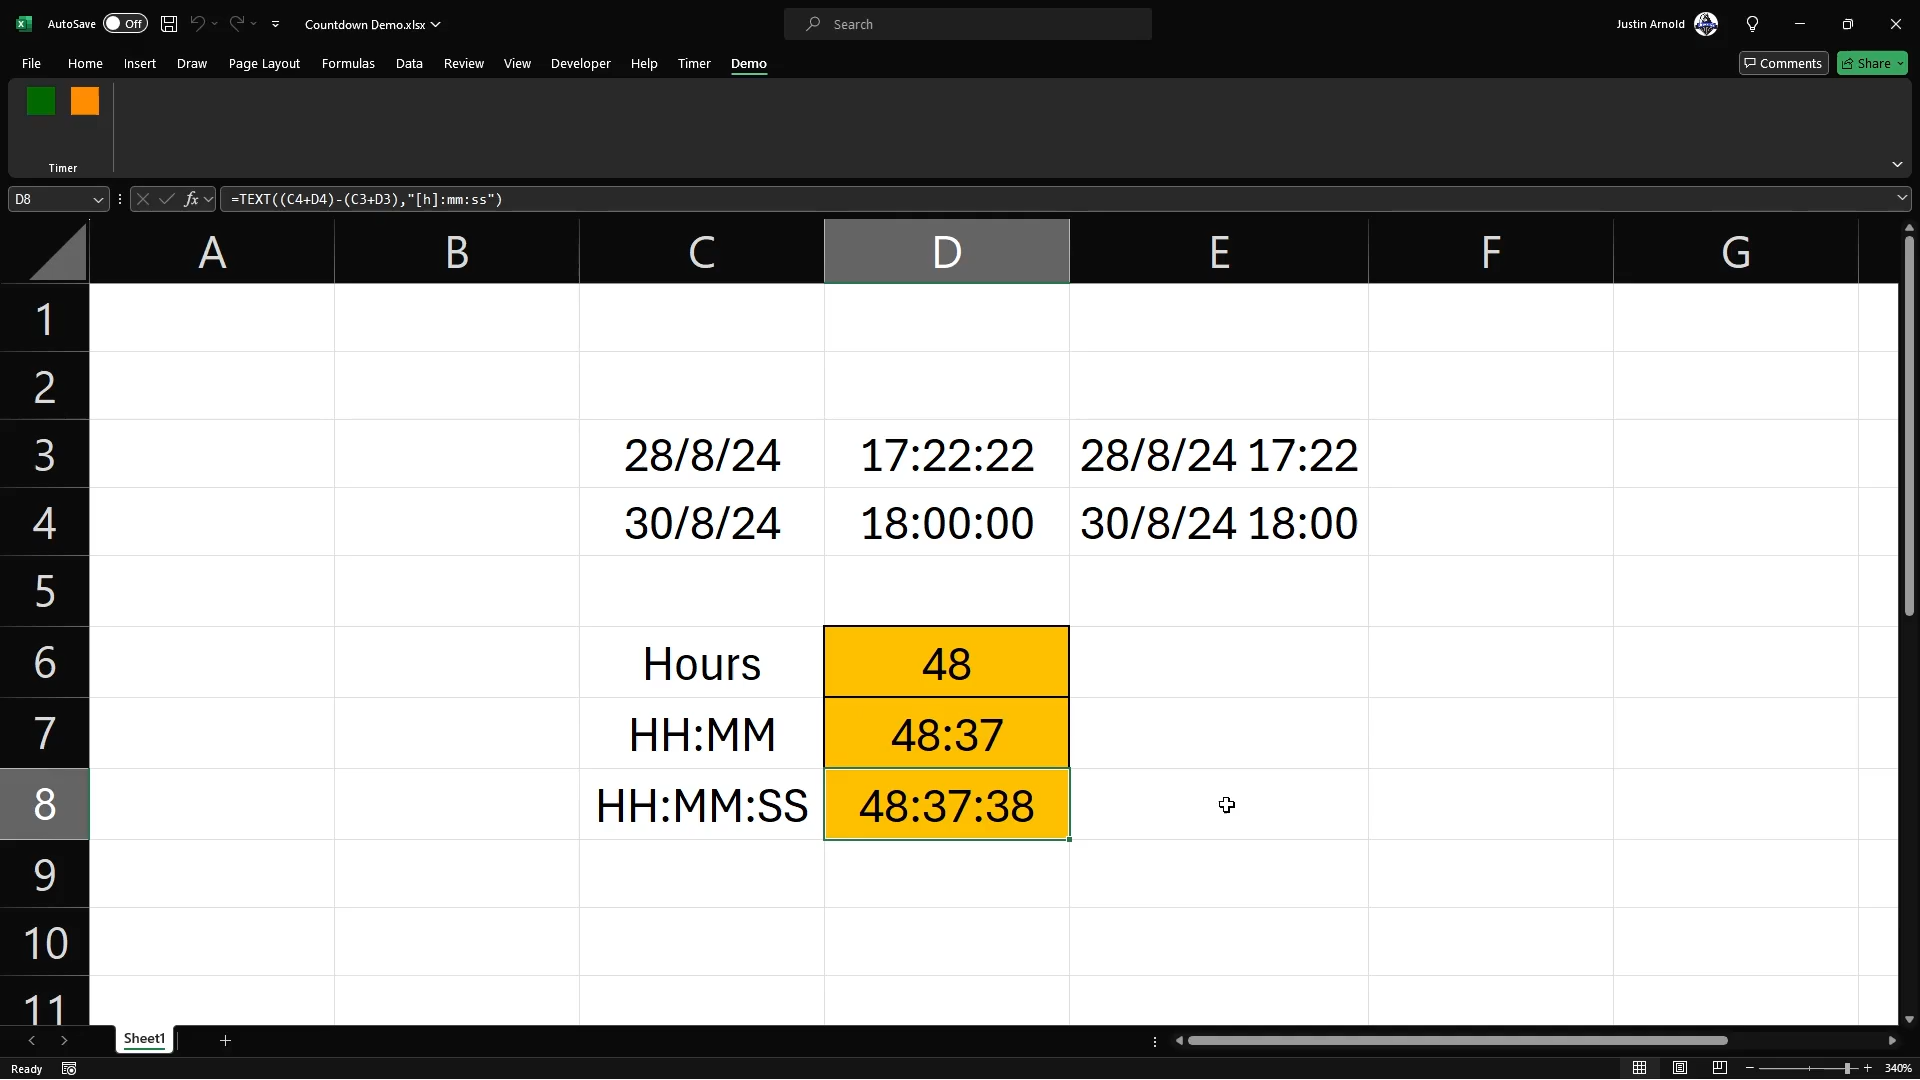 AutoSave Off Countdown Demo.xlsx Search Justin Arnold
File Home Insert Draw Page Layout Formulas Data Review View Developer Help Timer Demo Comments Share
Timer
D8 fx =TEXT((C4+D4)-(C3+D3),"[h]:mm:ss")
A B C D E F G
1
2
3 28/8/24 17:22:22 28/8/24 17:22
4 30/8/24 18:00:00 30/8/24 18:00
5
6 Hours 48
7 HH:MM 48:37
8 HH:MM:SS 48:37:38
9
10
11
Sheet1
Ready 340%